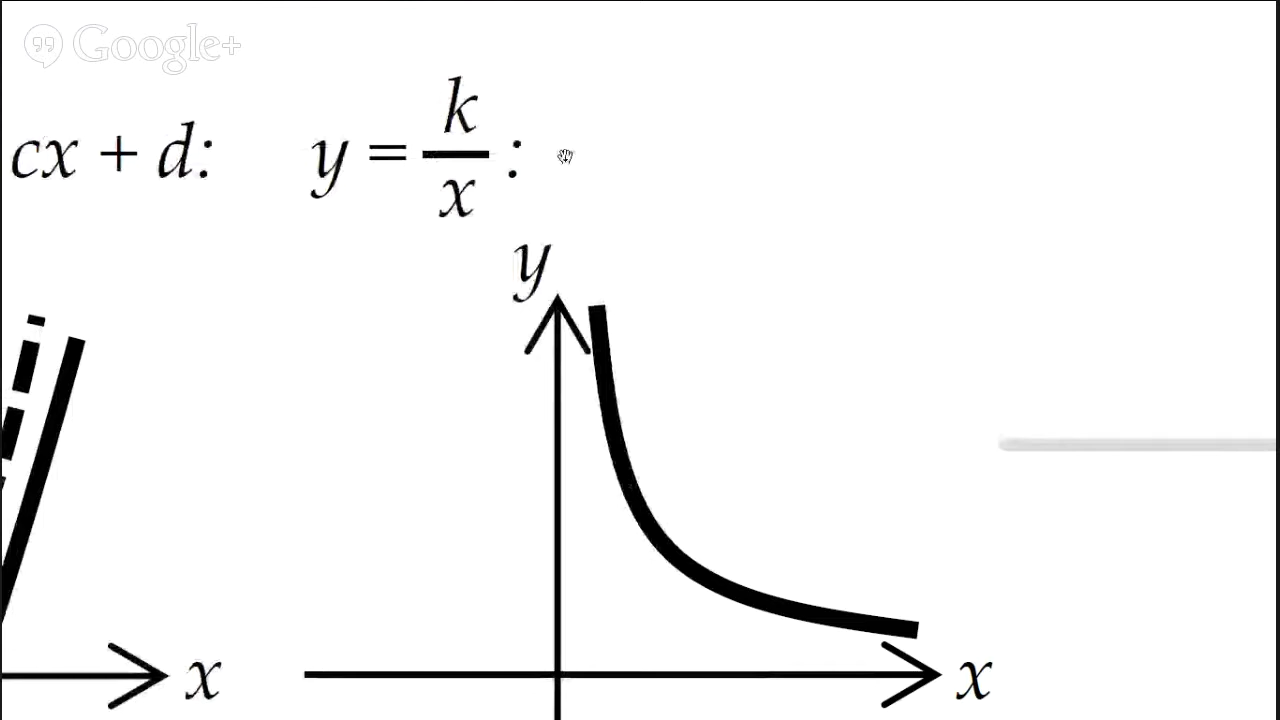 Google+
cx + d: y = k/x :
y
x
x